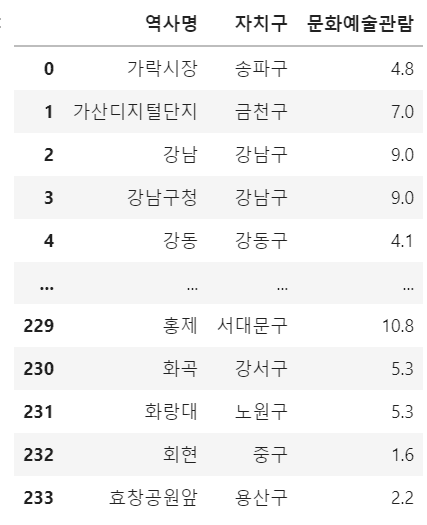 역사명 자치구 문화예술관람
0 가락시장 송파구 4.8
1 가산디지털단지 금천구 7.0
2 강남 강남구 9.0
3 강남구청 강남구 9.0
4 강동 강동구 4.1
... ... ... ...
229 홍제 서대문구 10.8
230 화곡 강서구 5.3
231 화랑대 노원구 5.3
232 회현 중구 1.6
233 효창공원앞 용산구 2.2